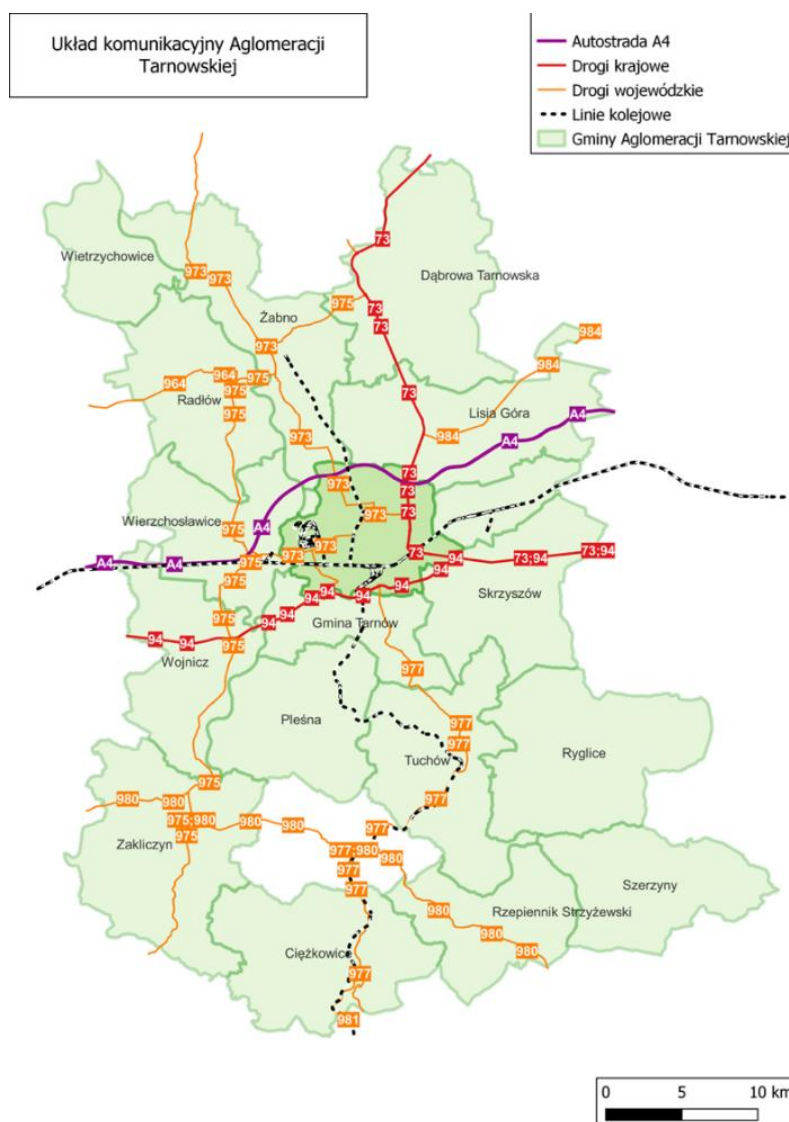 Układ komunikacyjny Aglomeracji
Tarnowskiej
Autostrada A4
Drogi krajowe
Drogi wojewódzkie
Linie kolejowe
Gminy Aglomeracji Tarnowskiej
73
Wietrzychowice
973
973
Dąbrowa Tarnowska
975
73
Żabno
73
984
973
984
964
964
975
975
73
Radłów
975
Lisia Góra
A4
973
984
A4
73
973
73
Wierzchosławice
973
73
975
A4
973
973
73
94
73;94
73;94
A4
A4
975
94
975
94
94
Skrzyszów
94
94
94
975
94
Gmina Tarnów
94
94
975
Wojnicz
977
Pleśna
977
977
Tuchów
Ryglice
975
980
980
977
975;980
980
980
977
975
Zakliczyn
977;980
980
977
Szerzyny
977
980
Rzepiennik Strzyżewski
980
Ciężkowice
980
977
981
0 5 10 km